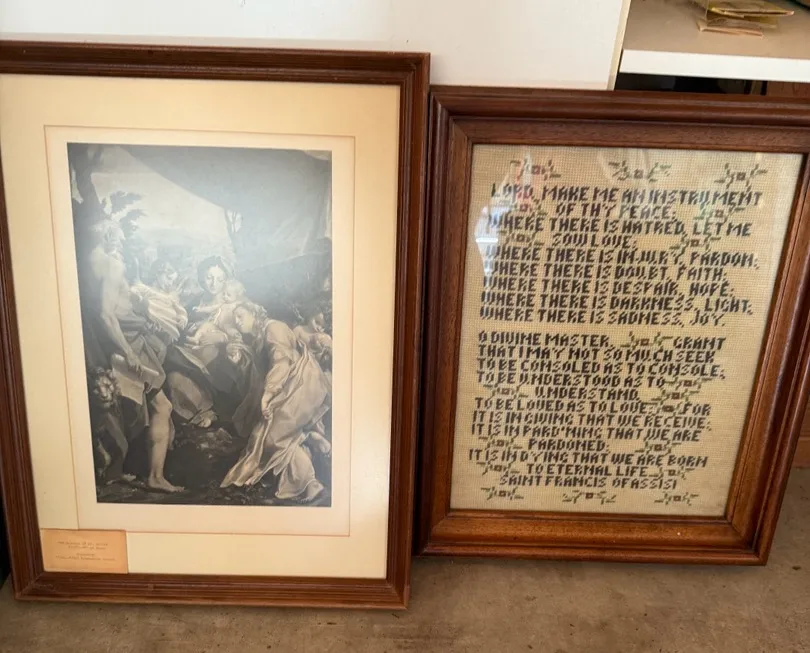 LORD, MAKE ME AN INSTRUMENT
OF THY PEACE;
WHERE THERE IS HATRED, LET ME
SOW LOVE;
WHERE THERE IS INJURY, PARDON;
WHERE THERE IS DOUBT, FAITH;
WHERE THERE IS DESPAIR, HOPE;
WHERE THERE IS DARKNESS, LIGHT;
WHERE THERE IS SADNESS, JOY.
O DIVINE MASTER, GRANT
THAT I MAY NOT SO MUCH SEEK
TO BE CONSOLED AS TO CONSOLE;
TO BE UNDERSTOOD AS TO
UNDERSTAND,
TO BE LOVED AS TO LOVE; FOR
IT IS IN GIVING THAT WE RECEIVE;
IT IS IN PARD'NING THAT WE ARE
PARDONED;
IT IS IN DYING THAT WE ARE BORN
TO ETERNAL LIFE
SAINT FRANCIS OF ASSISI